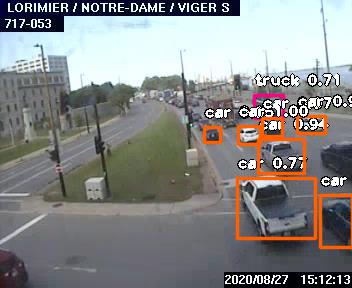 LORIMIER / NOTRE-DAME / VIGER S
717-053
truck 0.71
car
car
car 0.94
car 0.77
car
2020/08/27 15:12:13